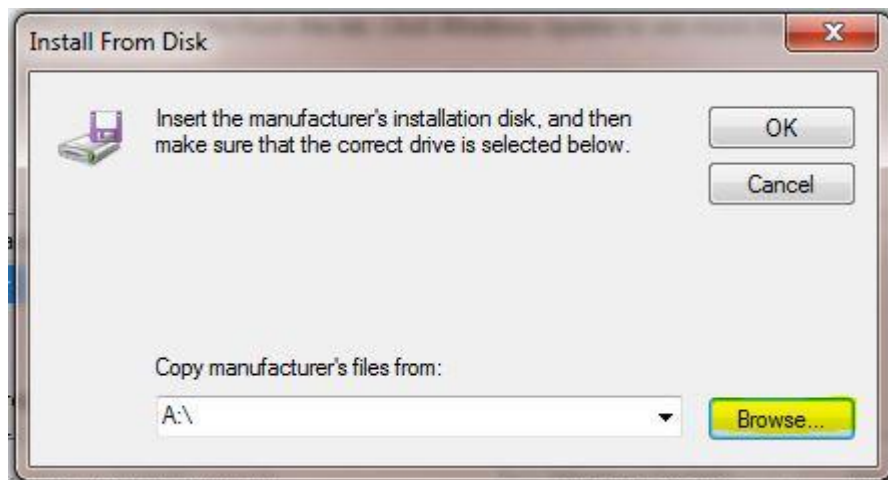 Install From Disk
Insert the manufacturer's installation disk, and then
make sure that the correct drive is selected below.
OK
Cancel
Copy manufacturer's files from:
A:\
Browse...